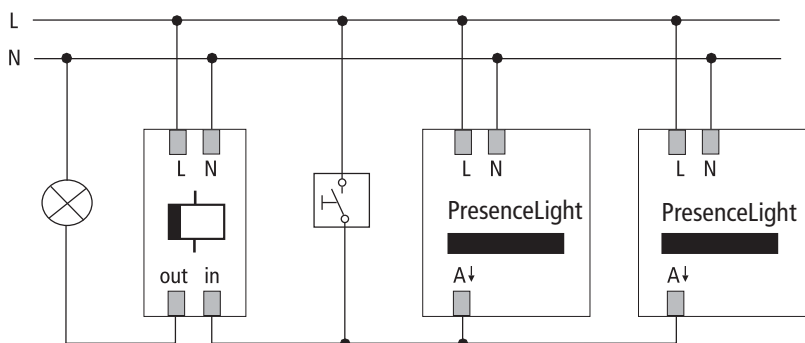 L
N
L N
L N
L N
PresenceLight
PresenceLight
out in
A↓
A↓